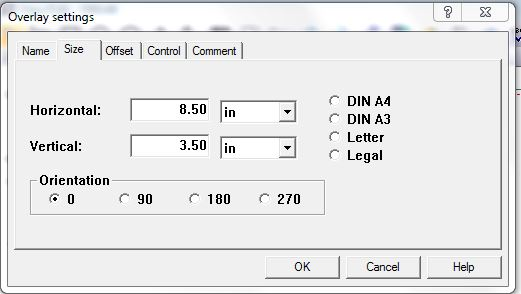 Overlay settings
Name Size Offset Control Comment
Horizontal: 8.50 in
Vertical: 3.50 in
DIN A4
DIN A3
Letter
Legal
Orientation
0 90 180 270
OK Cancel Help